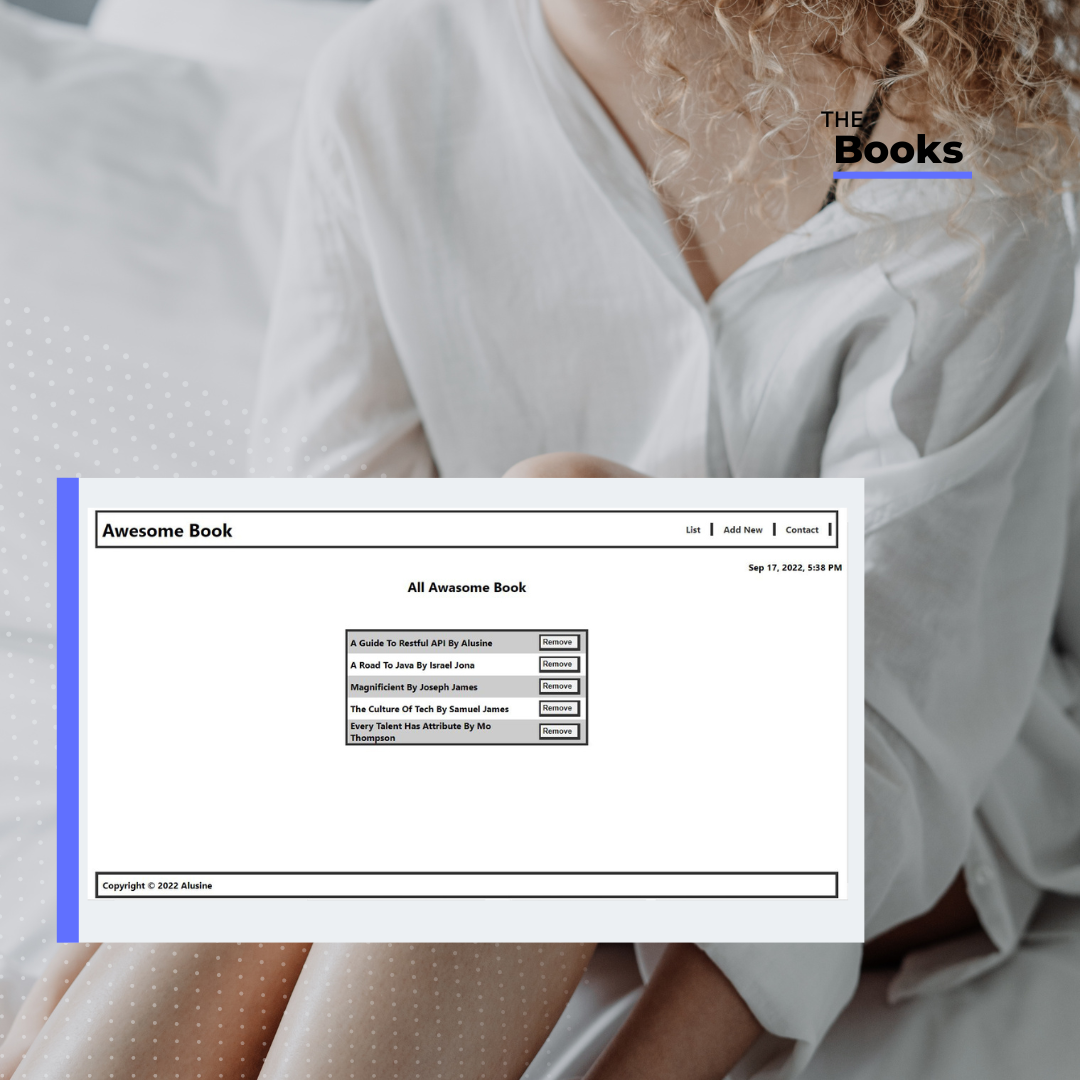 THE
Books
Awesome Book
List
Add New
Contact
Sep 17, 2022, 5:38 PM
All Awasome Book
A Guide To Restful API By Alusine
Remove
A Road To Java By Israel Jona
Remove
Magnificient By Joseph James
Remove
The Culture Of Tech By Samuel James
Remove
Every Talent Has Attribute By Mo
Thompson
Remove
Copyright © 2022 Alusine